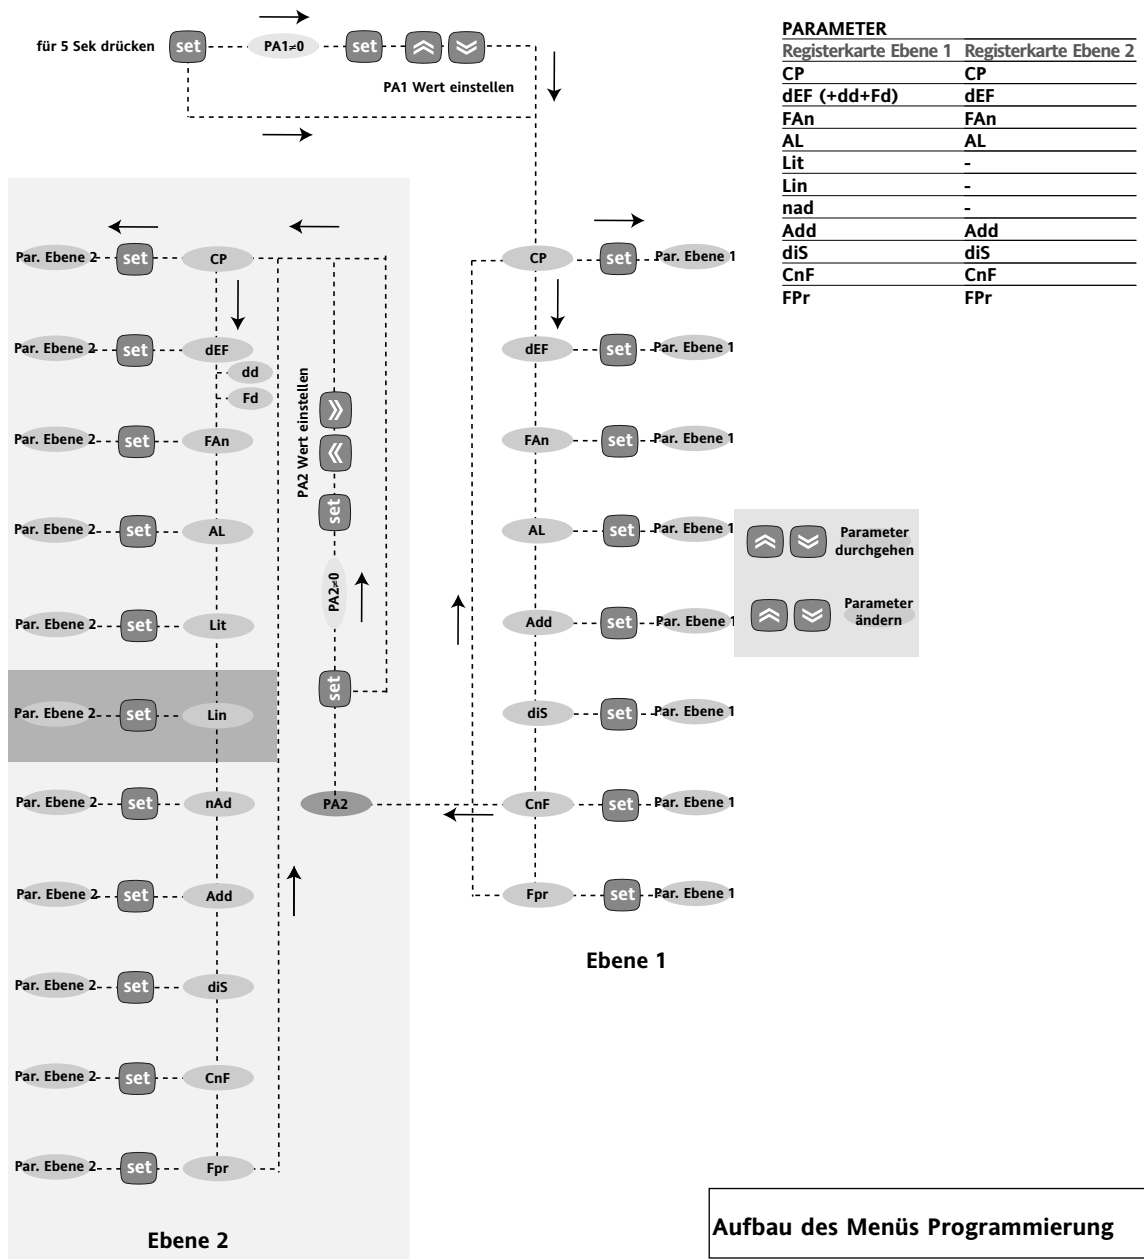 für 5 Sek drücken set PA1≠0 set
PA1 Wert einstellen
PARAMETER
Registerkarte Ebene 1 Registerkarte Ebene 2
CP CP
dEF (+dd+Fd) dEF
FAn FAn
AL AL
Lit -
Lin -
nad -
Add Add
diS diS
CnF CnF
FPr FPr
Par. Ebene 2 set CP
Par. Ebene 2 set dEF
dd
Fd
Par. Ebene 2 set FAn
Par. Ebene 2 set AL
Par. Ebene 2 set Lit
Par. Ebene 2 set Lin
Par. Ebene 2 set nAd
Par. Ebene 2 set Add
Par. Ebene 2 set diS
Par. Ebene 2 set CnF
Par. Ebene 2 set Fpr
Ebene 2
PA2 Wert einstellen
set
PA2≠0
set
PA2
CP set Par. Ebene 1
dEF set Par. Ebene 1
FAn set Par. Ebene 1
AL set Par. Ebene 1
Add set Par. Ebene 1
diS set Par. Ebene 1
CnF set Par. Ebene 1
Fpr set Par. Ebene 1
Ebene 1
Parameter
durchgehen
Parameter
ändern
Aufbau des Menüs Programmierung